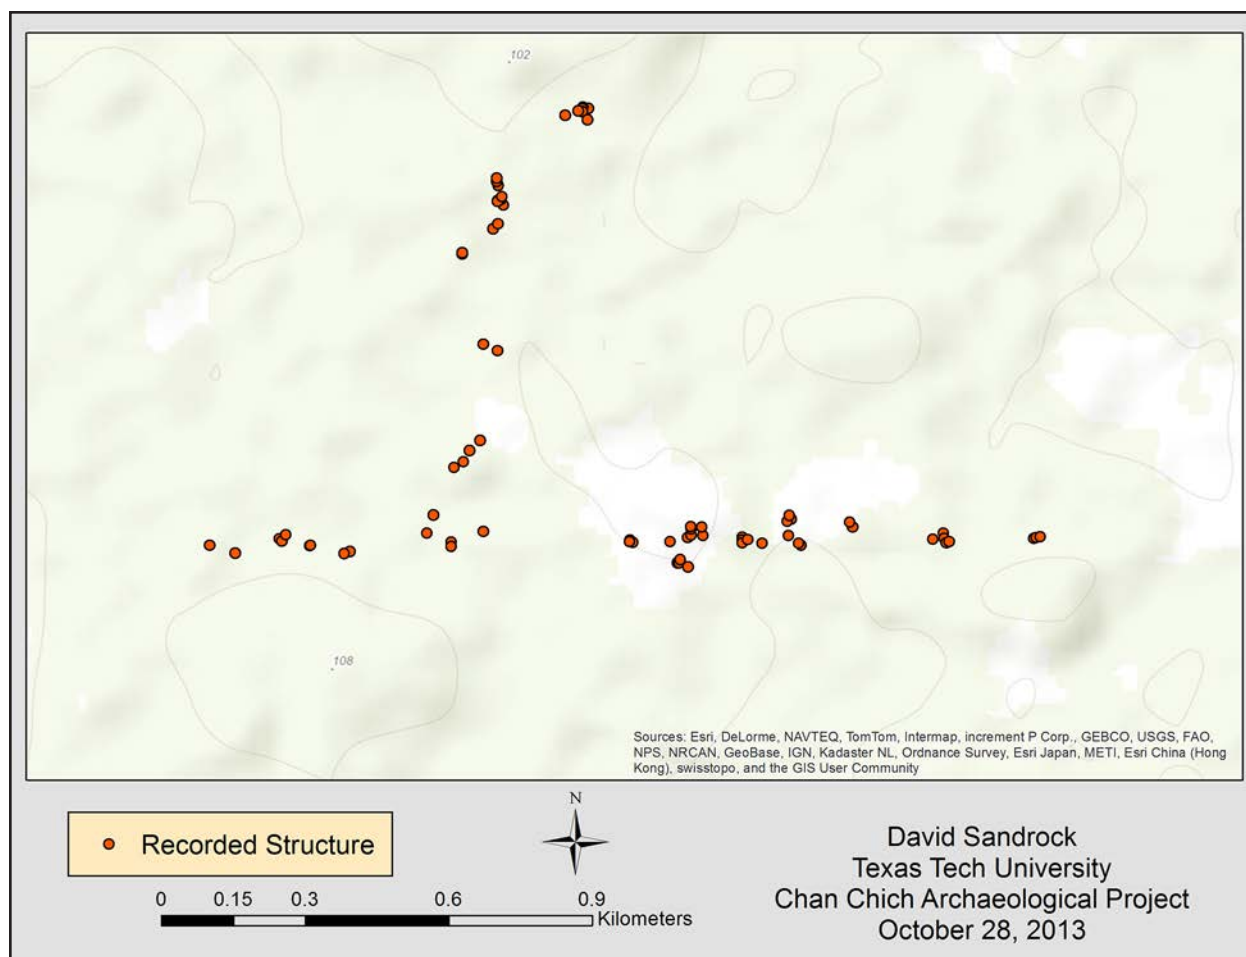 102
108
Sources: Esri, DeLorme, NAVTEQ, TomTom, Intermap, increment P Corp., GEBCO, USGS, FAO,
NPS, NRCAN, GeoBase, IGN, Kadaster NL, Ordnance Survey, Esri Japan, METI, Esri China (Hong
Kong), swisstopo, and the GIS User Community
Recorded Structure
N
0 0.15 0.3 0.6 0.9
Kilometers
David Sandrock
Texas Tech University
Chan Chich Archaeological Project
October 28, 2013